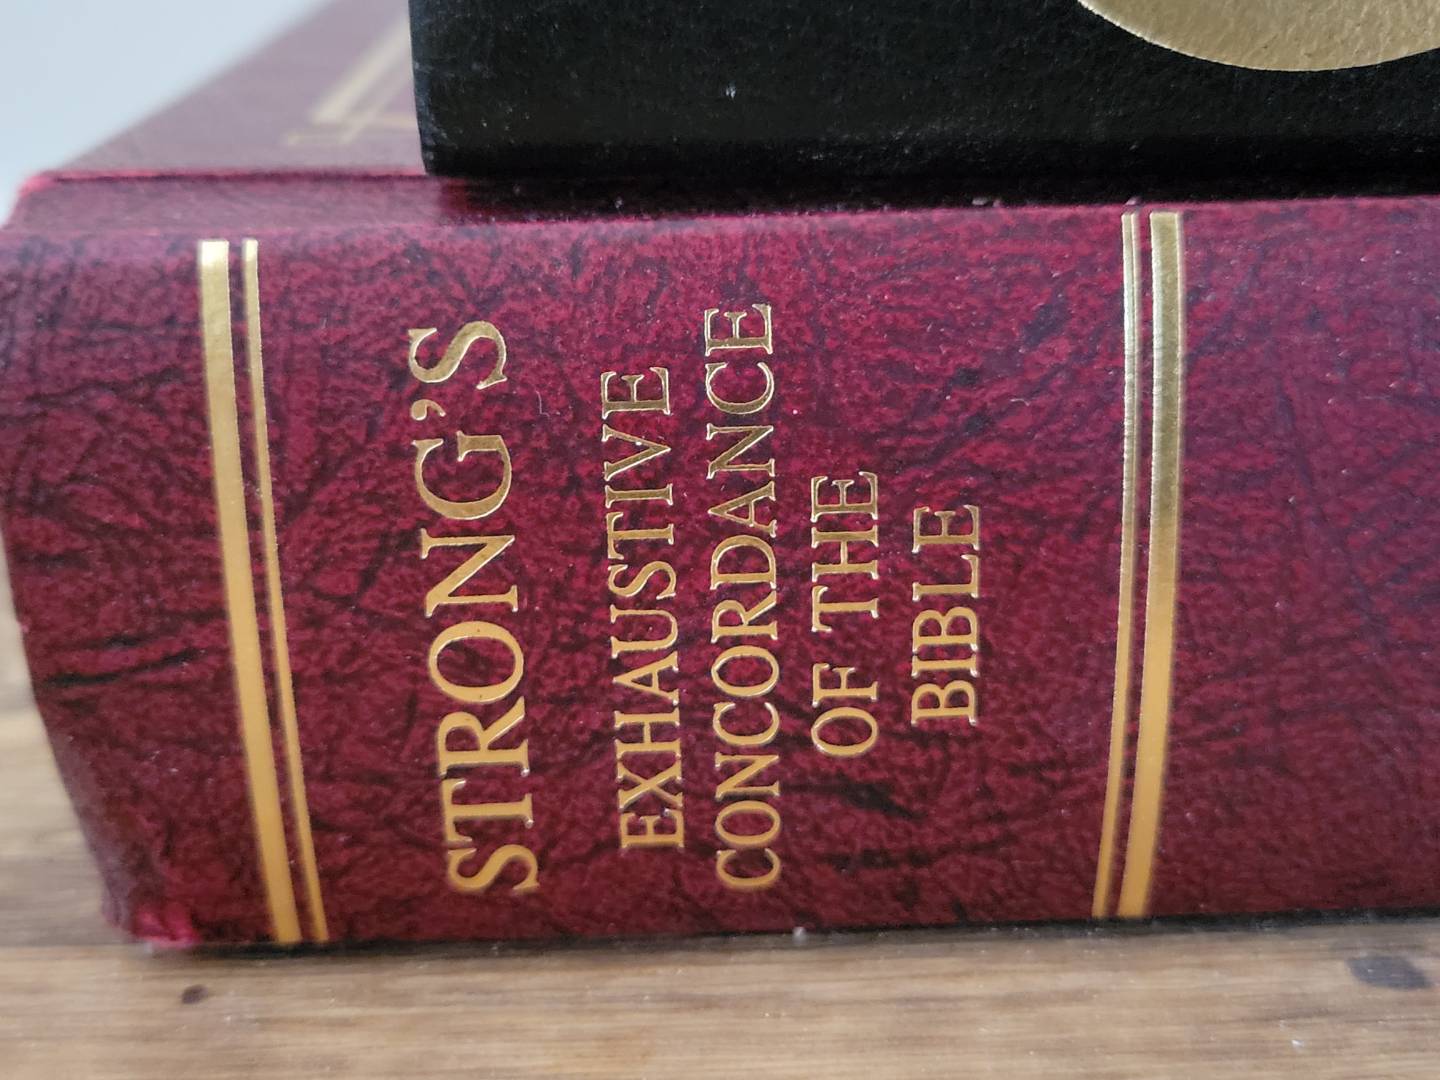 STRONG'S
EXHAUSTIVE
CONCORDANCE
OF THE
BIBLE